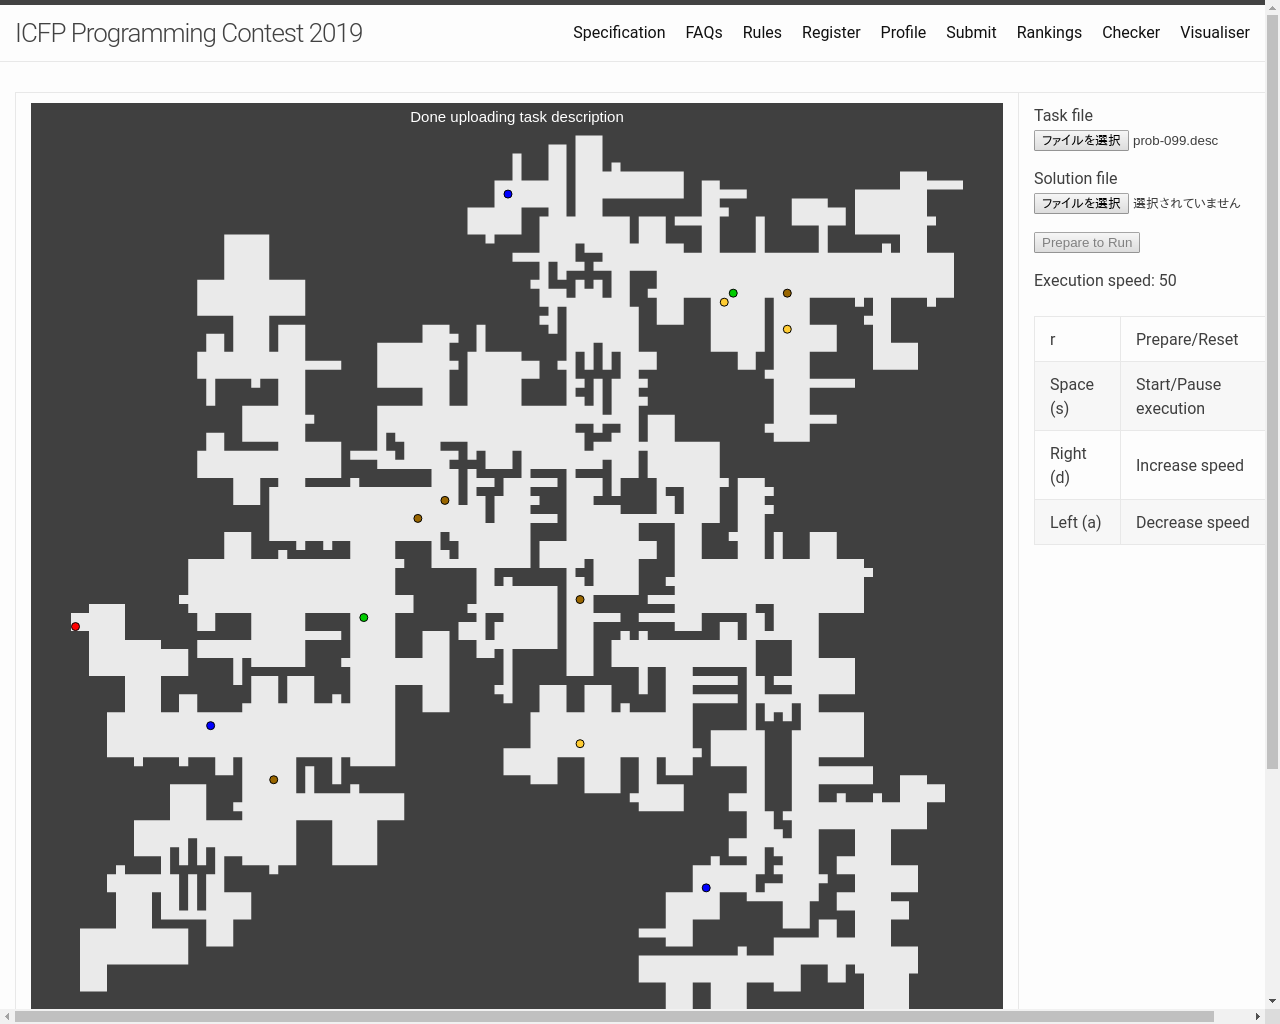 ICFP Programming Contest 2019
Specification FAQs Rules Register Profile Submit Rankings Checker Visualiser
Done uploading task description
Task file
ファイルを選択 prob-099.desc
Solution file
ファイルを選択 選択されていません
Prepare to Run
Execution speed: 50
r Prepare/Reset
Space (s) Start/Pause execution
Right (d) Increase speed
Left (a) Decrease speed